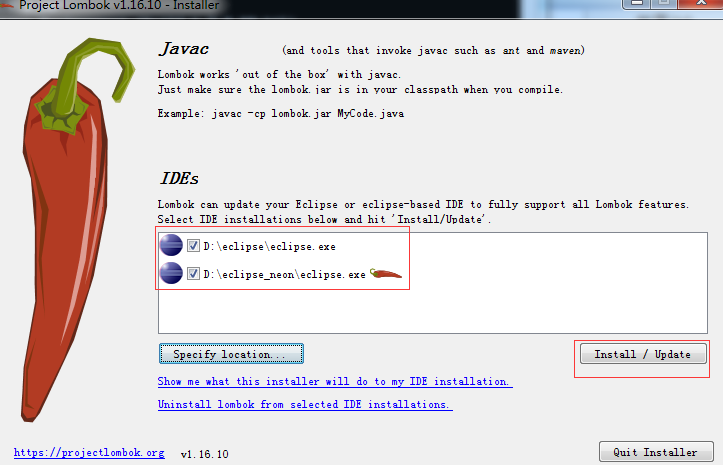 Project Lombok v1.16.10 - Installer
Javac (and tools that invoke javac such as ant and maven)
Lombok works 'out of the box' with javac.
Just make sure the lombok.jar is in your classpath when you compile.
Example: javac -cp lombok.jar MyCode.java
IDEs
Lombok can update your Eclipse or eclipse-based IDE to fully support all Lombok features.
Select IDE installations below and hit 'Install/Update'.
D:\eclipse\eclipse.exe
D:\eclipse_neon\eclipse.exe
Specify location...
Install / Update
Show me what this installer will do to my IDE installation.
Uninstall lombok from selected IDE installations.
https://projectlombok.org v1.16.10
Quit Installer